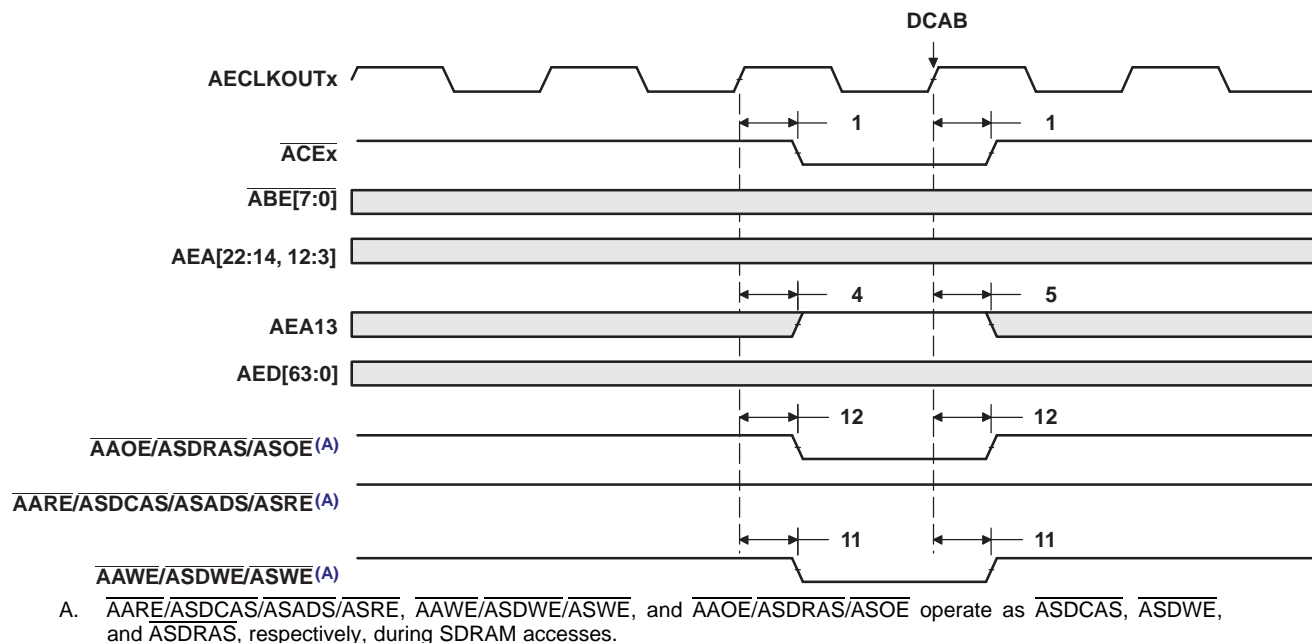 DCAB
AECLKOUTx
1 1
ACEx
ABE[7:0]
AEA[22:14, 12:3]
4 5
AEA13
AED[63:0]
12 12
AAOE/ASDRAS/ASOE(A)
AARE/ASDCAS/ASADS/ASRE(A)
11 11
AAWE/ASDWE/ASWE(A)
A. AARE/ASDCAS/ASADS/ASRE, AAWE/ASDWE/ASWE, and AAOE/ASDRAS/ASOE operate as ASDCAS, ASDWE,
and ASDRAS, respectively, during SDRAM accesses.